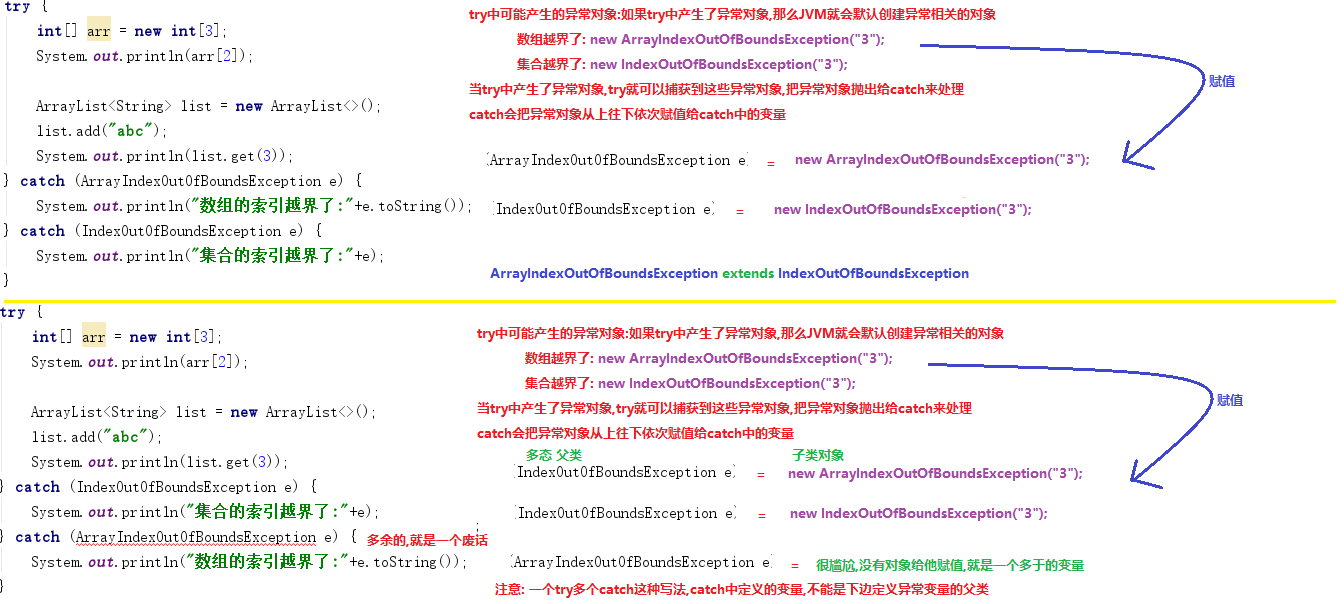 try {
int[] arr = new int[3];
System.out.println(arr[2]);
ArrayList<String> list = new ArrayList<>();
list.add("abc");
System.out.println(list.get(3));
} catch (ArrayIndexOutOfBoundsException e) {
System.out.println("数组的索引越界了:"+e.toString());
} catch (IndexOutOfBoundsException e) {
System.out.println("集合的索引越界了:"+e);
}
try中可能产生的异常对象:如果try中产生了异常对象,那么JVM就会默认创建异常相关的对象
数组越界了: new ArrayIndexOutOfBoundsException("3");
集合越界了: new IndexOutOfBoundsException("3");
当try中产生了异常对象,try就可以捕获到这些异常对象,把异常对象抛出给catch来处理
catch会把异常对象从上往下依次赋值给catch中的变量
赋值
(ArrayIndexOutOfBoundsException e) = new ArrayIndexOutOfBoundsException("3");
(IndexOutOfBoundsException e) = new IndexOutOfBoundsException("3");
ArrayIndexOutOfBoundsException extends IndexOutOfBoundsException
try {
int[] arr = new int[3];
System.out.println(arr[2]);
ArrayList<String> list = new ArrayList<>();
list.add("abc");
System.out.println(list.get(3));
} catch (IndexOutOfBoundsException e) {
System.out.println("集合的索引越界了:"+e);
} catch (ArrayIndexOutOfBoundsException e) { 多余的,就是一个废话
System.out.println("数组的索引越界了:"+e.toString());
}
try中可能产生的异常对象:如果try中产生了异常对象,那么JVM就会默认创建异常相关的对象
数组越界了: new ArrayIndexOutOfBoundsException("3");
集合越界了: new IndexOutOfBoundsException("3");
当try中产生了异常对象,try就可以捕获到这些异常对象,把异常对象抛出给catch来处理
catch会把异常对象从上往下依次赋值给catch中的变量
赋值
多态 父类 子类对象
(IndexOutOfBoundsException e) = new ArrayIndexOutOfBoundsException("3");
(IndexOutOfBoundsException e) = new IndexOutOfBoundsException("3");
(ArrayIndexOutOfBoundsException e) = 很尴尬,没有对象给他赋值,就是一个多于的变量
注意: 一个try多个catch这种写法,catch中定义的变量,不能是下边定义异常变量的父类